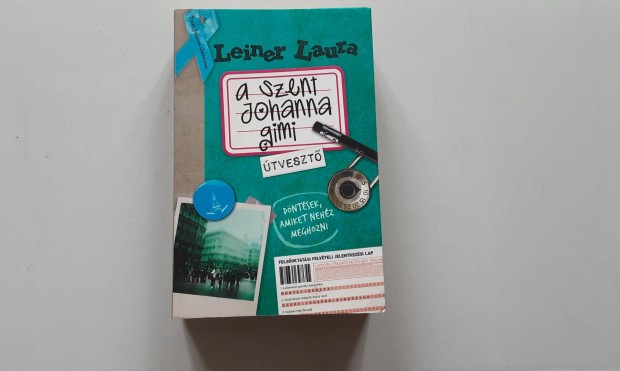 Leiner Laura
a Szent
Johanna
gimi
ÚTVESZTŐ
DÖNTÉSEK,
AMIKET NEHÉZ
MEGHOZNI
FELSŐOKTATÁSI FELVÉTELI JELENTKEZÉSI LAP